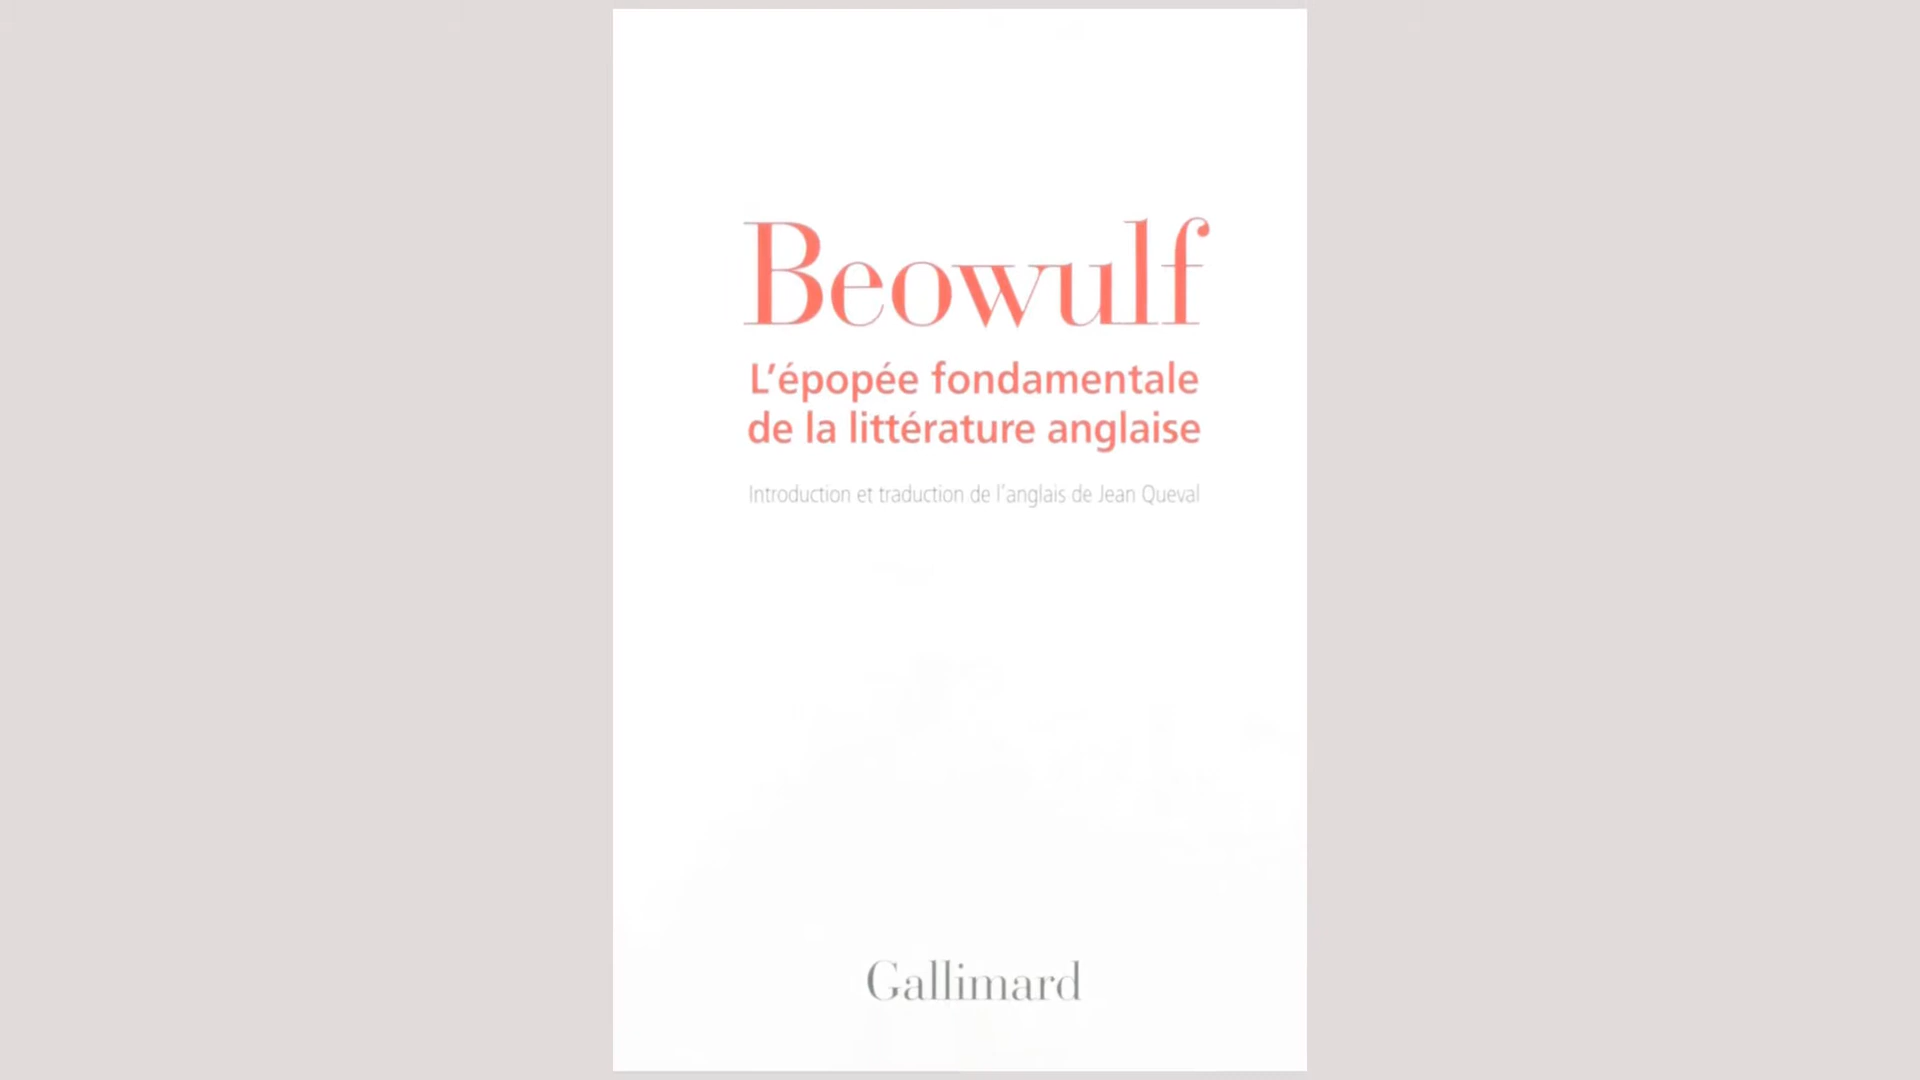 Beowulf
L’épopée fondamentale
de la littérature anglaise
Introduction et traduction de l’anglais de Jean Queval
Gallimard